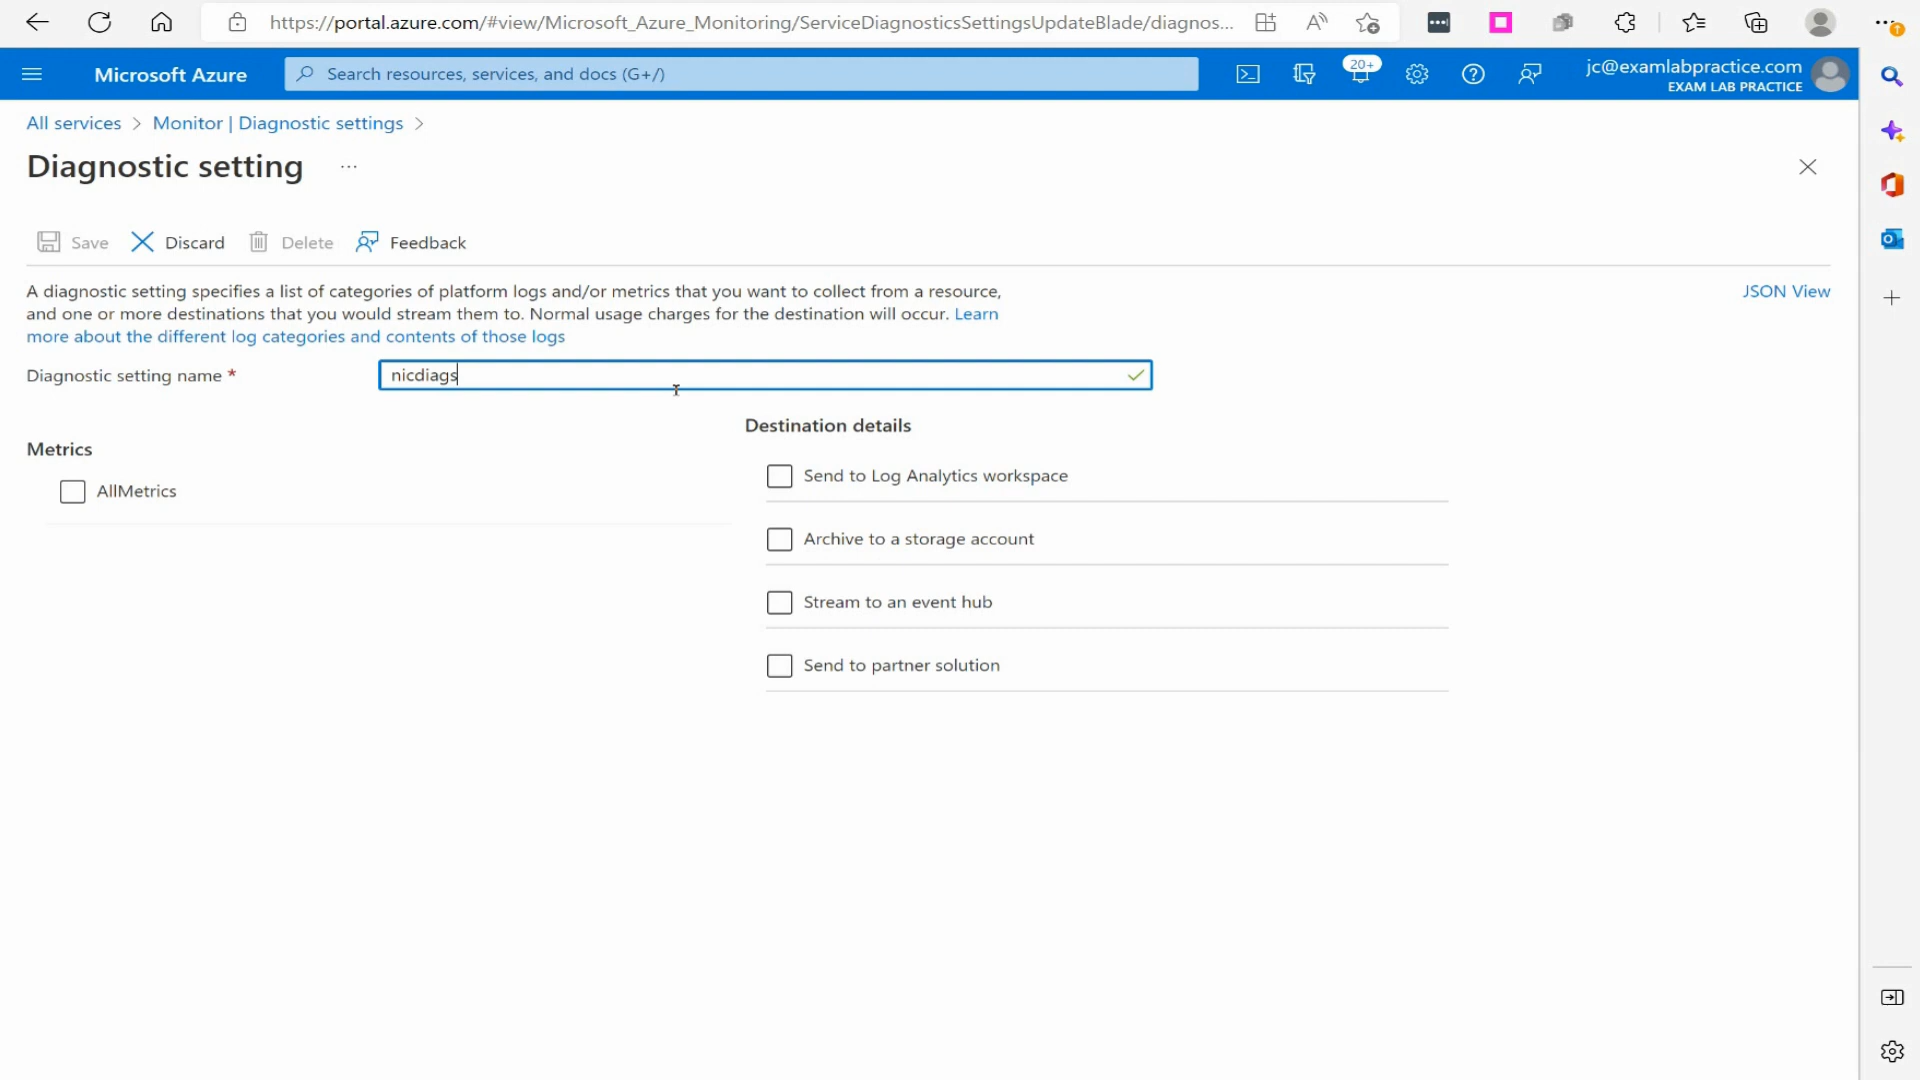 https://portal.azure.com/#view/Microsoft_Azure_Monitoring/ServiceDiagnosticsSettingsUpdateBlade/diagnos...
Microsoft Azure
Search resources, services, and docs (G+/)
20+
jc@examlabpractice.com
EXAM LAB PRACTICE
All services > Monitor | Diagnostic settings >
Diagnostic setting ...
Save Discard Delete Feedback
A diagnostic setting specifies a list of categories of platform logs and/or metrics that you want to collect from a resource,
and one or more destinations that you would stream them to. Normal usage charges for the destination will occur. Learn
more about the different log categories and contents of those logs
JSON View
Diagnostic setting name *
nicdiags
Metrics
AllMetrics
Destination details
Send to Log Analytics workspace
Archive to a storage account
Stream to an event hub
Send to partner solution